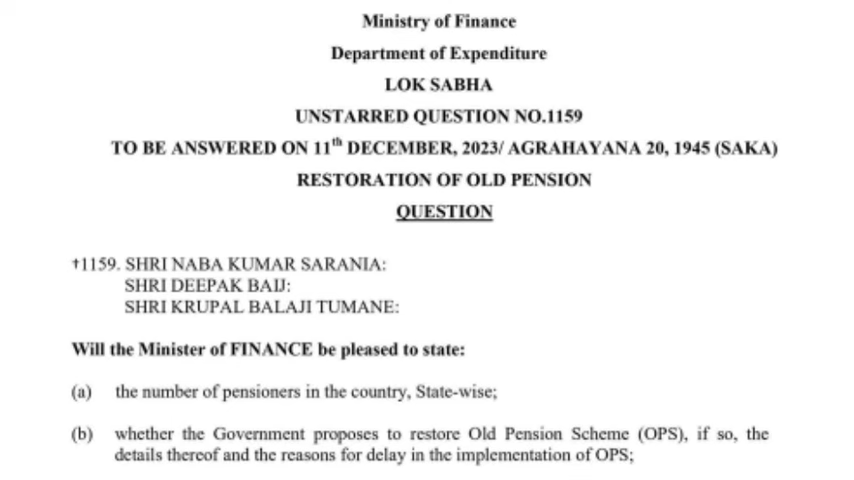 Ministry of Finance
Department of Expenditure
LOK SABHA
UNSTARRED QUESTION NO.1159
TO BE ANSWERED ON 11th DECEMBER, 2023/ AGRAHAYANA 20, 1945 (SAKA)
RESTORATION OF OLD PENSION
QUESTION
†1159. SHRI NABA KUMAR SARANIA:
SHRI DEEPAK BAIJ:
SHRI KRUPAL BALAJI TUMANE:
Will the Minister of FINANCE be pleased to state:
(a) the number of pensioners in the country, State-wise;
(b) whether the Government proposes to restore Old Pension Scheme (OPS), if so, the
details thereof and the reasons for delay in the implementation of OPS;